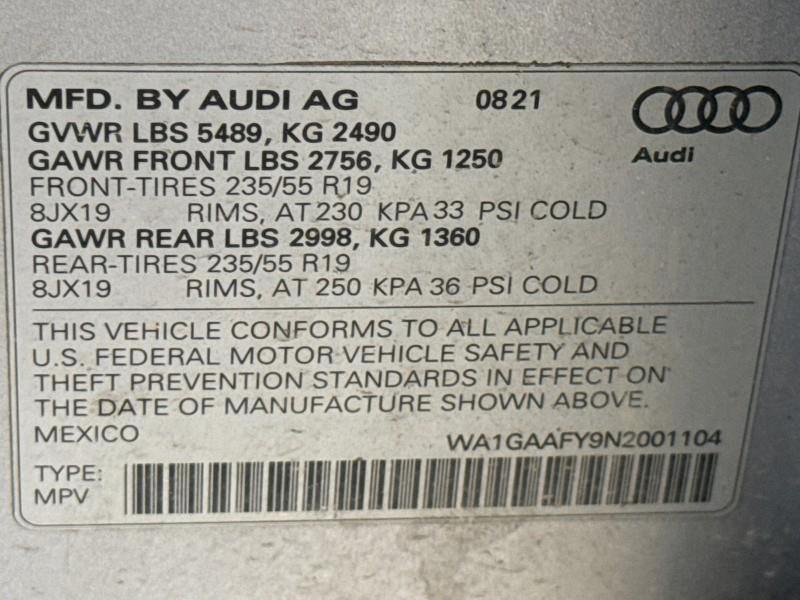 MFD. BY AUDI AG 0821
Audi
GVWR LBS 5489, KG 2490
GAWR FRONT LBS 2756, KG 1250
FRONT-TIRES 235/55 R19
8JX19 RIMS, AT 230 KPA 33 PSI COLD
GAWR REAR LBS 2998, KG 1360
REAR-TIRES 235/55 R19
8JX19 RIMS, AT 250 KPA 36 PSI COLD
THIS VEHICLE CONFORMS TO ALL APPLICABLE
U.S. FEDERAL MOTOR VEHICLE SAFETY AND
THEFT PREVENTION STANDARDS IN EFFECT ON
THE DATE OF MANUFACTURE SHOWN ABOVE.
MEXICO WA1GAAFY9N2001104
TYPE:
MPV